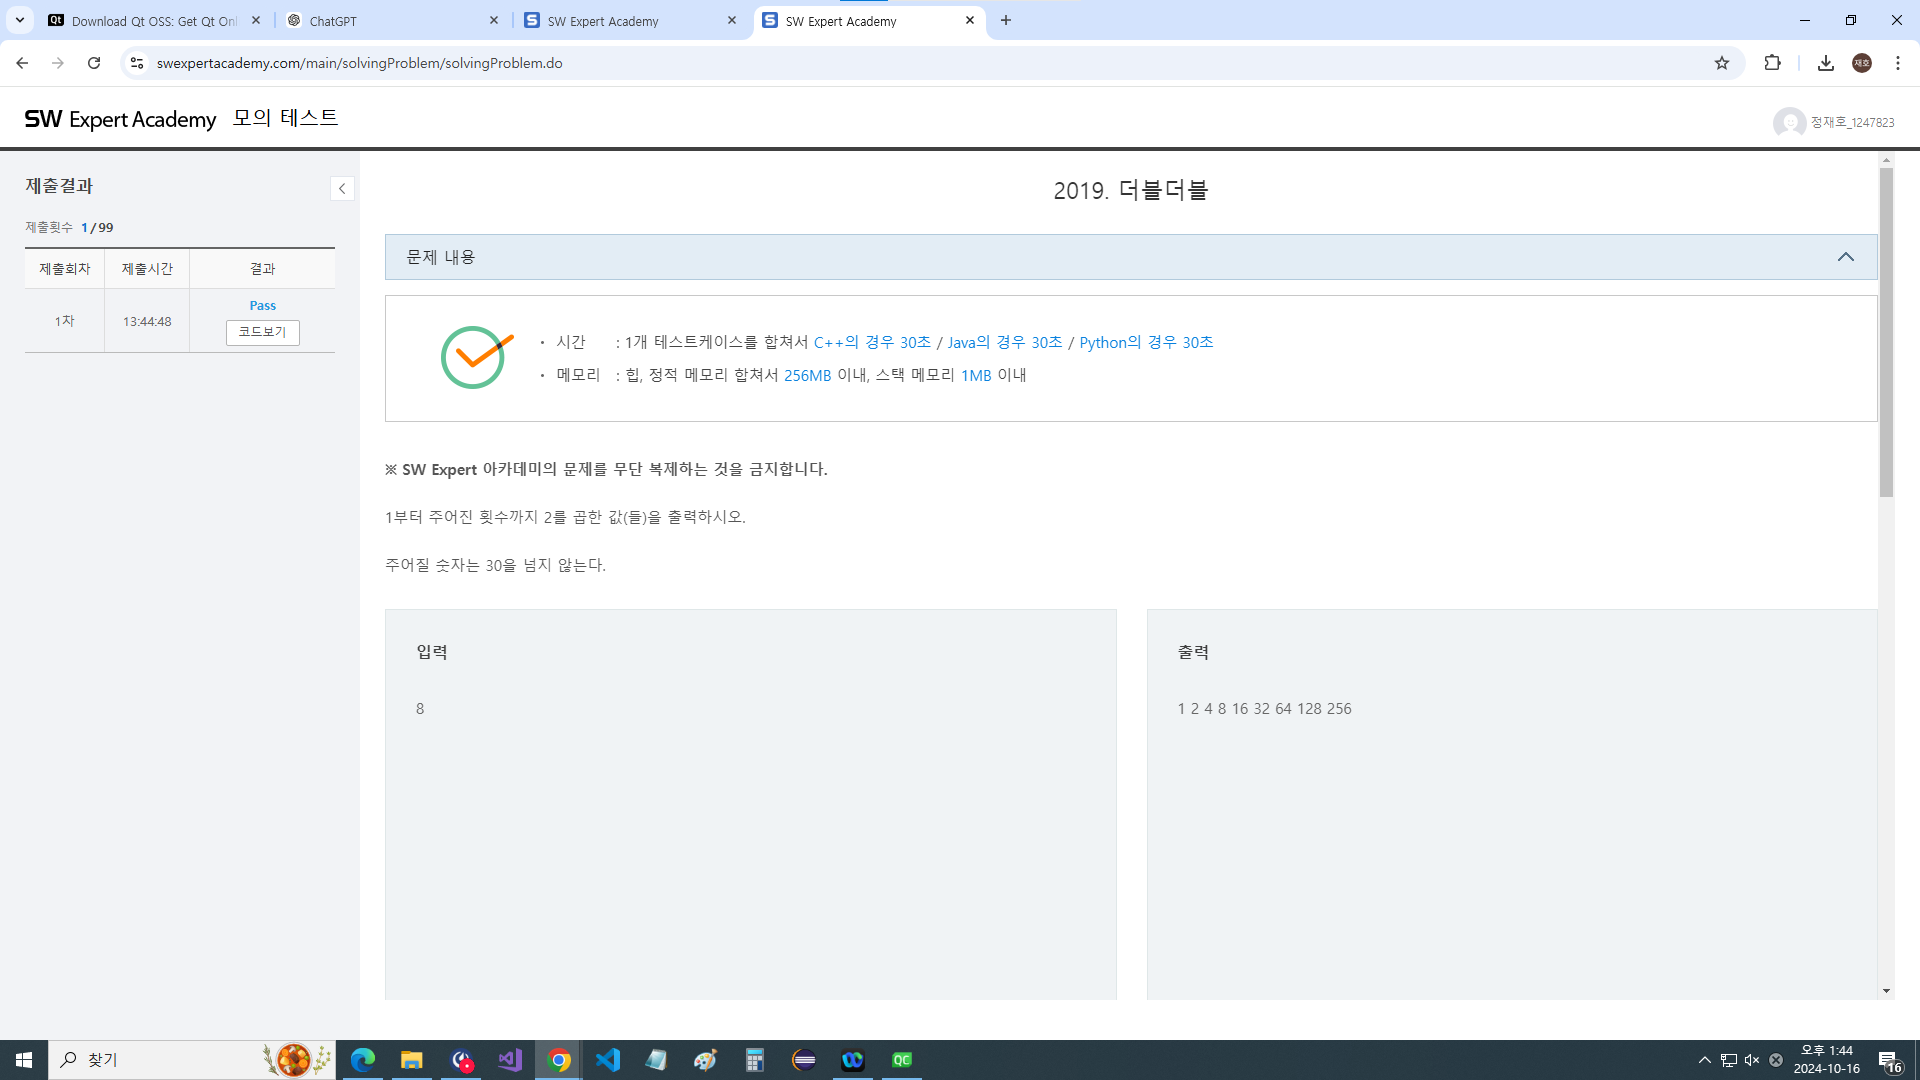 Download Qt OSS: Get Qt Onl
ChatGPT
SW Expert Academy
SW Expert Academy
swexpertacademy.com/main/solvingProblem/solvingProblem.do
재호
SW Expert Academy 모의 테스트
정재호_1247823
제출결과
제출횟수 1 / 99
제출회차 제출시간 결과
1차 13:44:48 Pass
코드보기
2019. 더블더블
문제 내용
· 시간 : 1개 테스트케이스를 합쳐서 C++의 경우 30초 / Java의 경우 30초 / Python의 경우 30초
· 메모리 : 힙, 정적 메모리 합쳐서 256MB 이내, 스택 메모리 1MB 이내
※ SW Expert 아카데미의 문제를 무단 복제하는 것을 금지합니다.
1부터 주어진 횟수까지 2를 곱한 값(들)을 출력하시오.
주어질 숫자는 30을 넘지 않는다.
입력
8
출력
1 2 4 8 16 32 64 128 256
찾기
QC
오후 1:44
2024-10-16
16